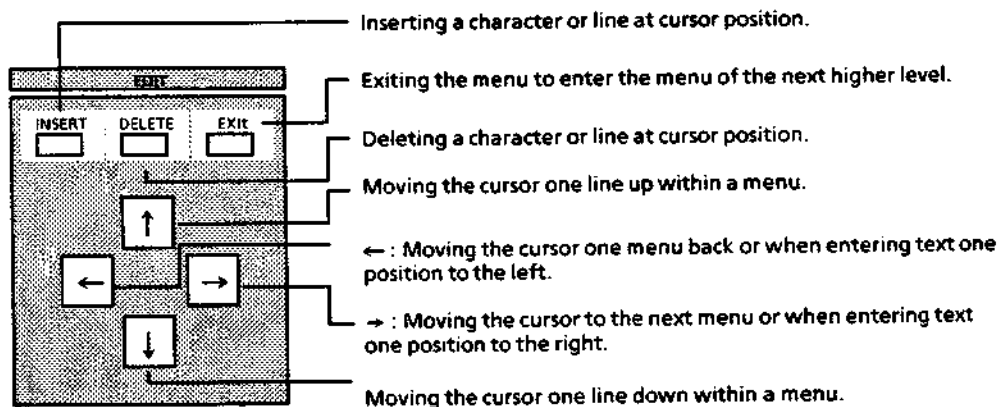 Inserting a character or line at cursor position.
EDIT
Exiting the menu to enter the menu of the next higher level.
INSERT DELETE EXIt
Deleting a character or line at cursor position.
Moving the cursor one line up within a menu.
↑
← : Moving the cursor one menu back or when entering text one
position to the left.
← →
→ : Moving the cursor to the next menu or when entering text
one position to the right.
↓
Moving the cursor one line down within a menu.